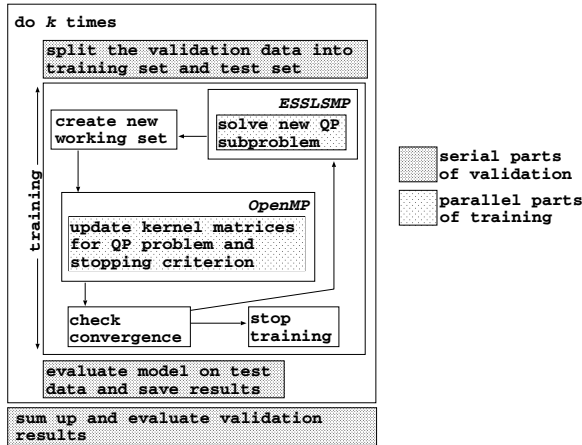 do k times
split the validation data into
training set and test set
ESSLSMP
create new
working set
solve new QP
subproblem
training
OpenMP
update kernel matrices
for QP problem and
stopping criterion
check
convergence
stop
training
evaluate model on test
data and save results
sum up and evaluate validation
results
serial parts
of validation
parallel parts
of training